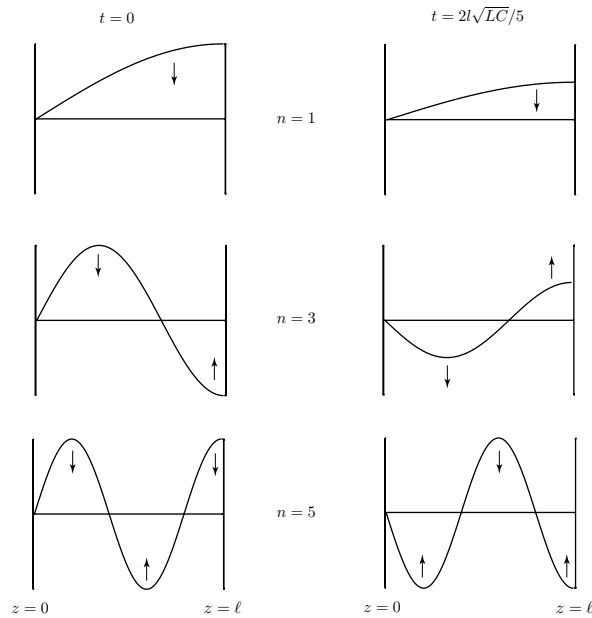 t = 0
t = 2l√LC/5
n = 1
n = 3
n = 5
z = 0
z = ℓ
z = 0
z = ℓ